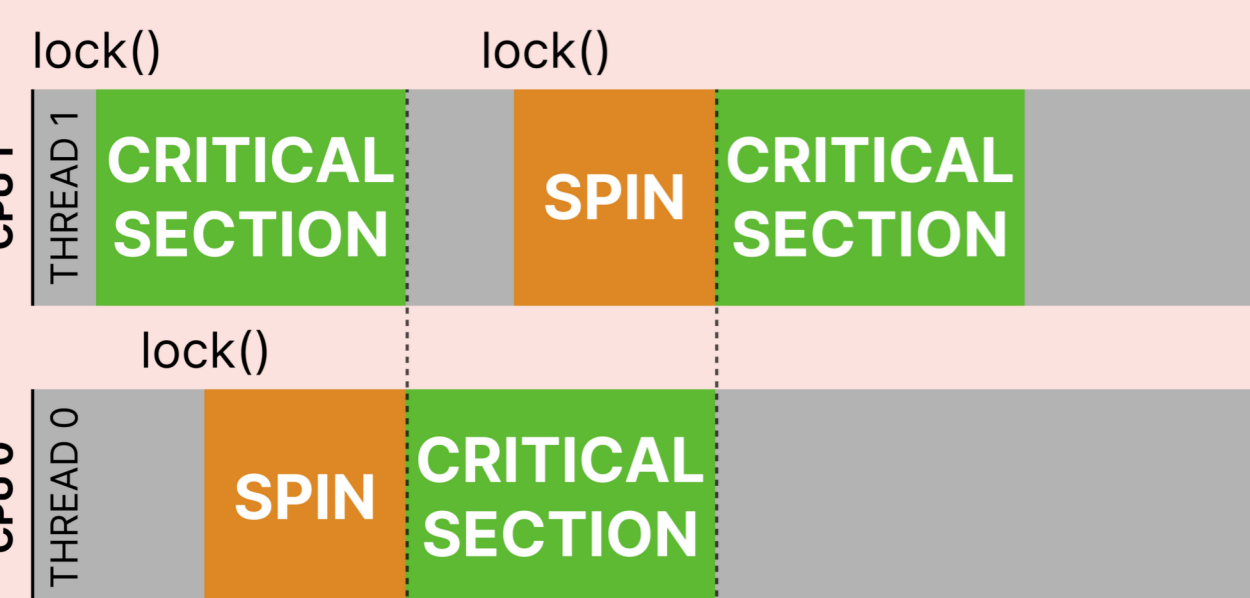 lock()
lock()
THREAD 1
CRITICAL
SECTION
SPIN
CRITICAL
SECTION
lock()
THREAD 0
SPIN
CRITICAL
SECTION